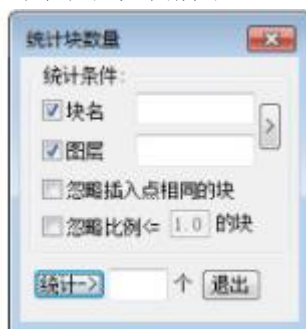 统计块数量
统计条件:
块名
>
图层
忽略插入点相同的块
忽略比例<= 1.0 的块
统计-> 个 退出